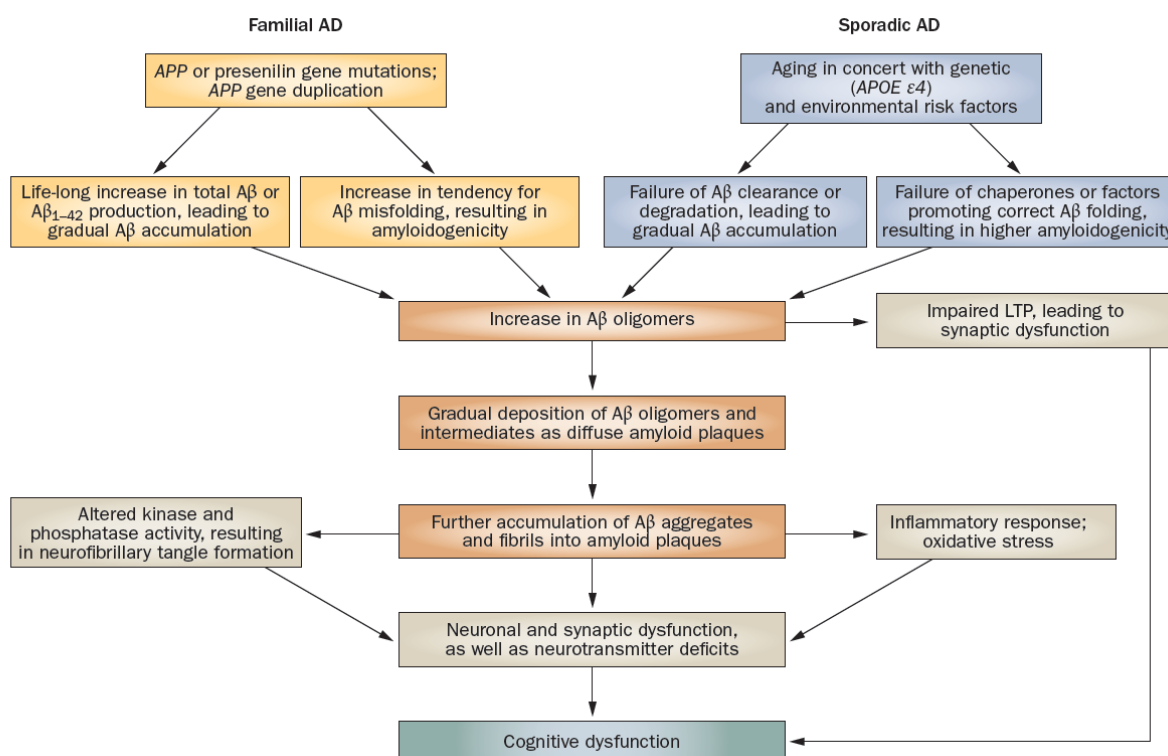 Familial AD
Sporadic AD
APP or presenilin gene mutations;
APP gene duplication
Aging in concert with genetic
(APOE ε4)
and environmental risk factors
Life-long increase in total Aβ or
Aβ1–42 production, leading to
gradual Aβ accumulation
Increase in tendency for
Aβ misfolding, resulting in
amyloidogenicity
Failure of Aβ clearance or
degradation, leading to
gradual Aβ accumulation
Failure of chaperones or factors
promoting correct Aβ folding,
resulting in higher amyloidogenicity
Increase in Aβ oligomers
Impaired LTP, leading to
synaptic dysfunction
Gradual deposition of Aβ oligomers and
intermediates as diffuse amyloid plaques
Altered kinase and
phosphatase activity, resulting
in neurofibrillary tangle formation
Further accumulation of Aβ aggregates
and fibrils into amyloid plaques
Inflammatory response;
oxidative stress
Neuronal and synaptic dysfunction,
as well as neurotransmitter deficits
Cognitive dysfunction